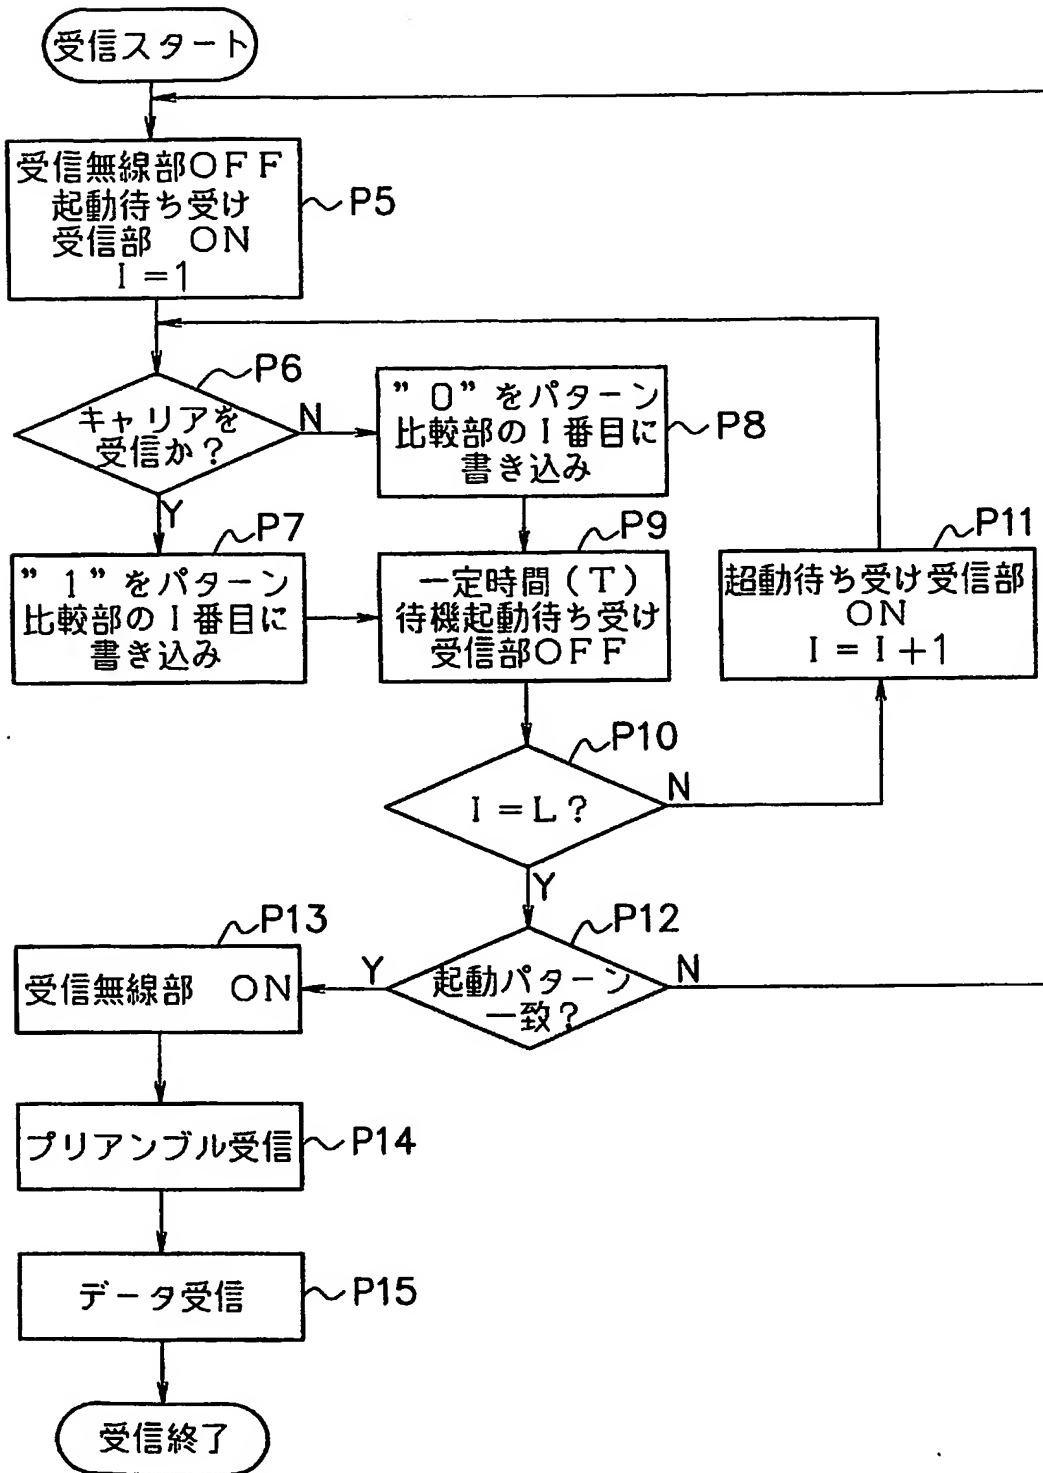 受信スタート
受信無線部OFF
起動待ち受け
受信部 ON
I=1
P5
P6
キャリアを
受信か?
N
Y
"0"をパターン
比較部のI番目に
書き込み
P8
P7
"1"をパターン
比較部のI番目に
書き込み
P9
一定時間(T)
待機起動待ち受け
受信部OFF
P11
超動待ち受け受信部
ON
I=I+1
P10
I=L?
N
Y
P12
起動パターン
一致?
Y
N
P13
受信無線部 ON
プリアンブル受信
P14
データ受信
P15
受信終了